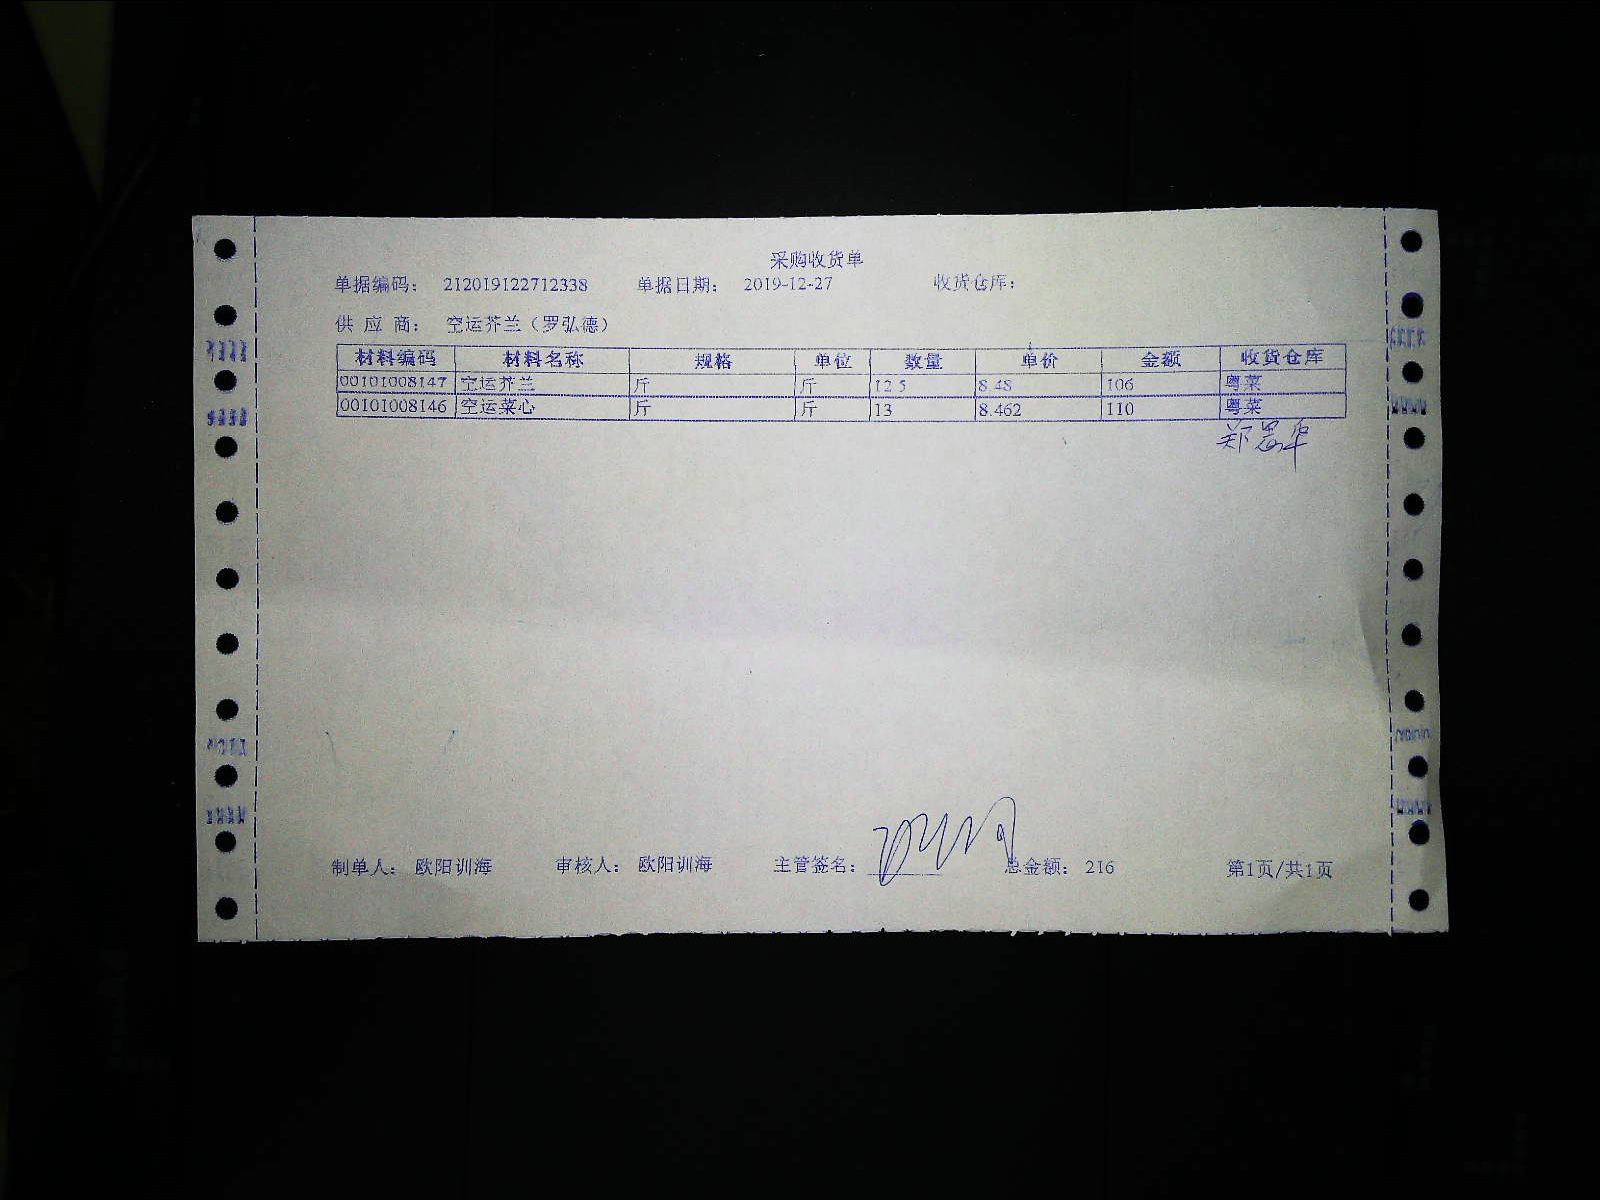 采购收货单
单据编码： 212019122712338 单据日期： 2019-12-27 收货仓库：
供 应 商： 空运芥兰（罗弘德）
材料编码 材料名称 规格 单位 数量 单价 金额 收货仓库
00101008147 空运芥兰 斤 斤 12.5 8.48 106 粤菜
00101008146 空运菜心 斤 斤 13 8.462 110 粤菜
制单人： 欧阳训海 审核人： 欧阳训海 主管签名： 总金额： 216 第1页/共1页